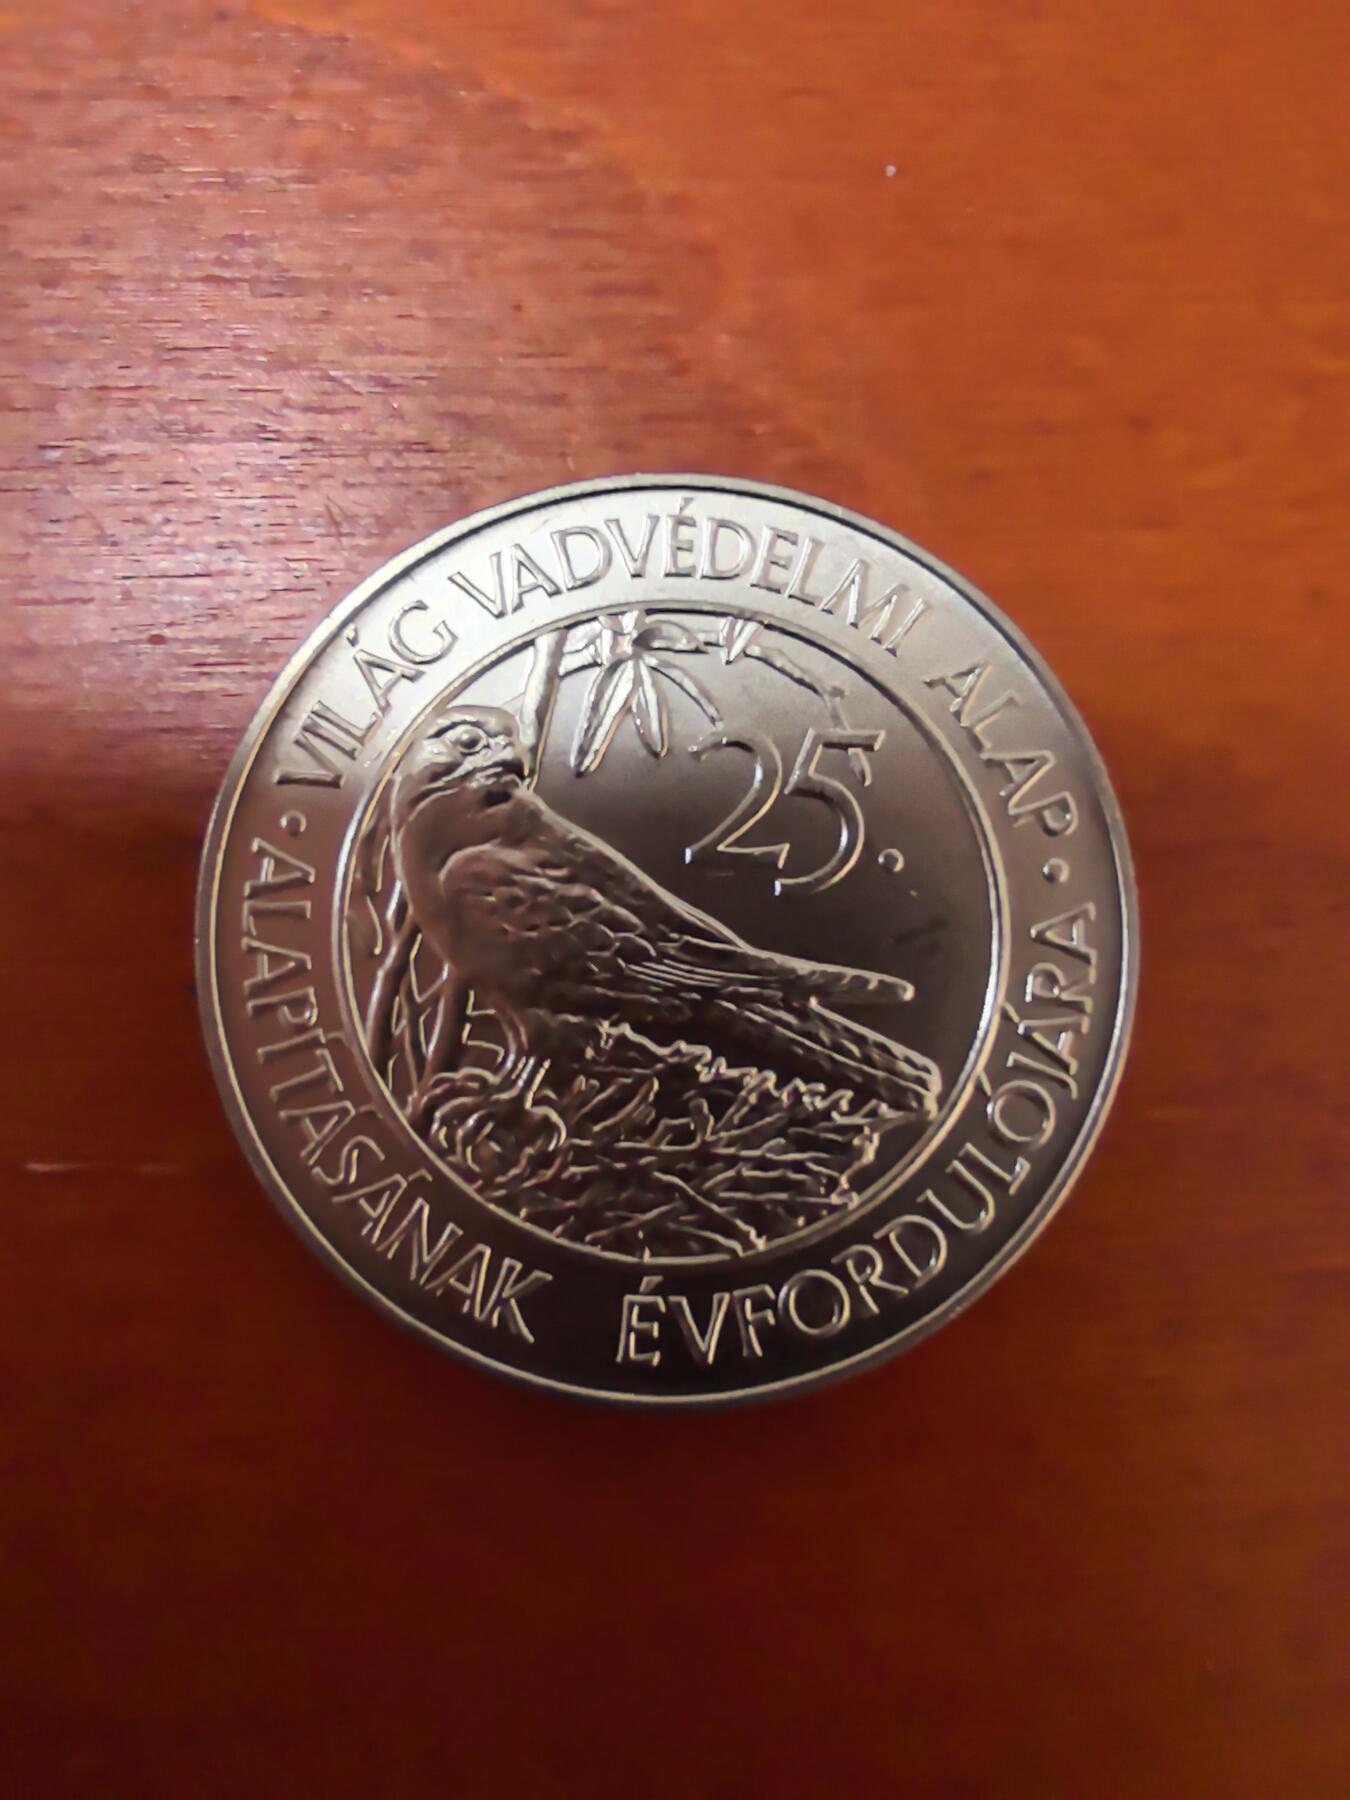 VILÁG VADVÉDELMI ALAP
• ALAPÍTÁSÁNAK ÉVFORDULÓJÁRA •
25.